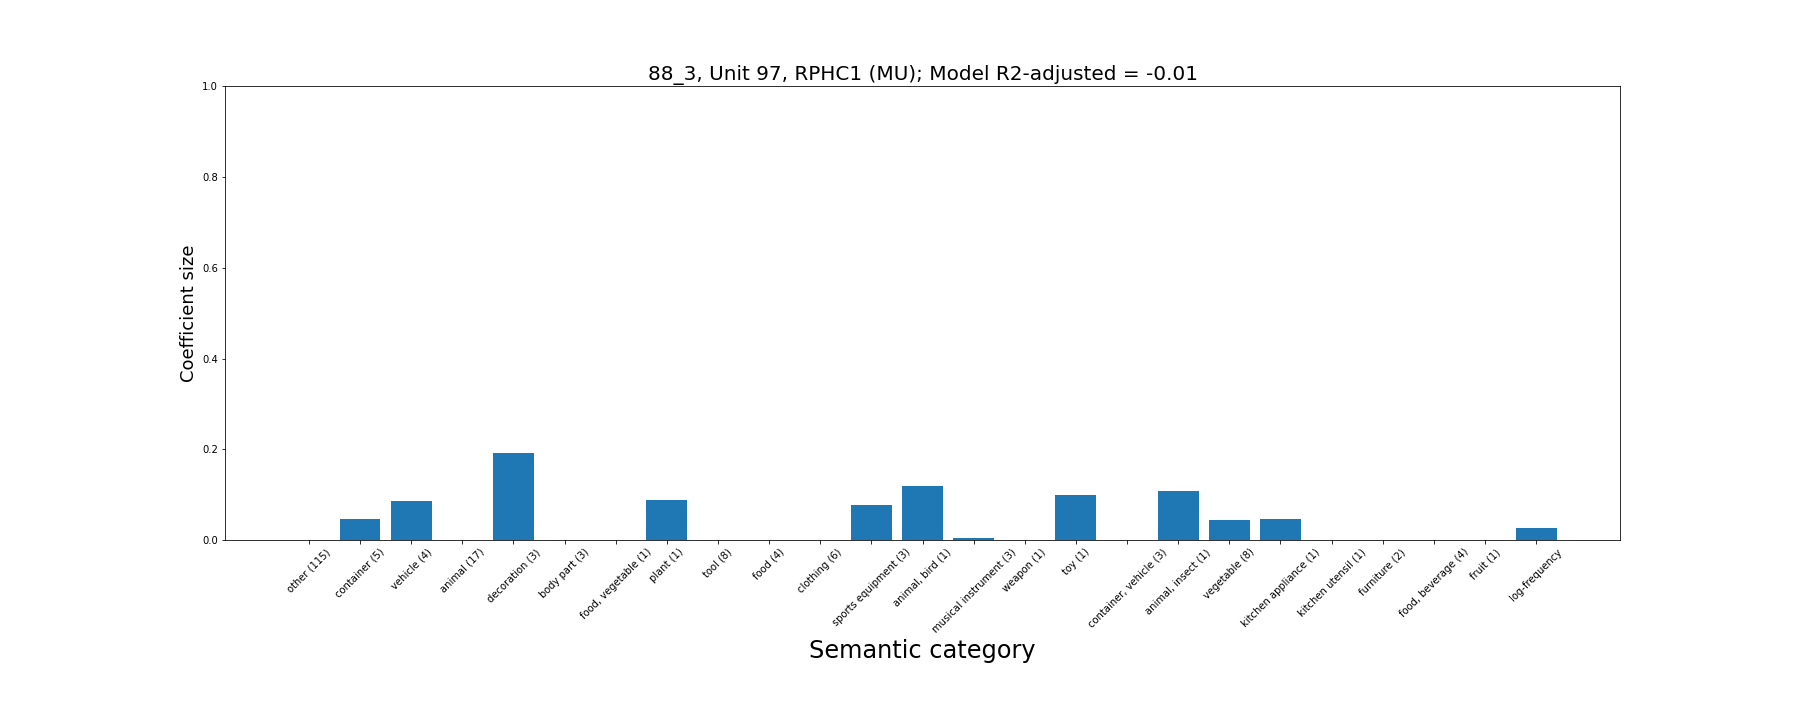 88_3, Unit 97, RPHC1 (MU); Model R2-adjusted = -0.01
1.0
0.8
0.6
0.4
0.2
0.0
Coefficient size
other (115)
container (5)
vehicle (4)
animal (17)
decoration (3)
body part (3)
food, vegetable (1)
plant (1)
tool (8)
food (4)
clothing (6)
sports equipment (3)
animal, bird (1)
musical instrument (3)
weapon (1)
toy (1)
container, vehicle (3)
animal, insect (1)
vegetable (8)
kitchen appliance (1)
kitchen utensil (1)
furniture (2)
food, beverage (4)
fruit (1)
log-frequency
Semantic category